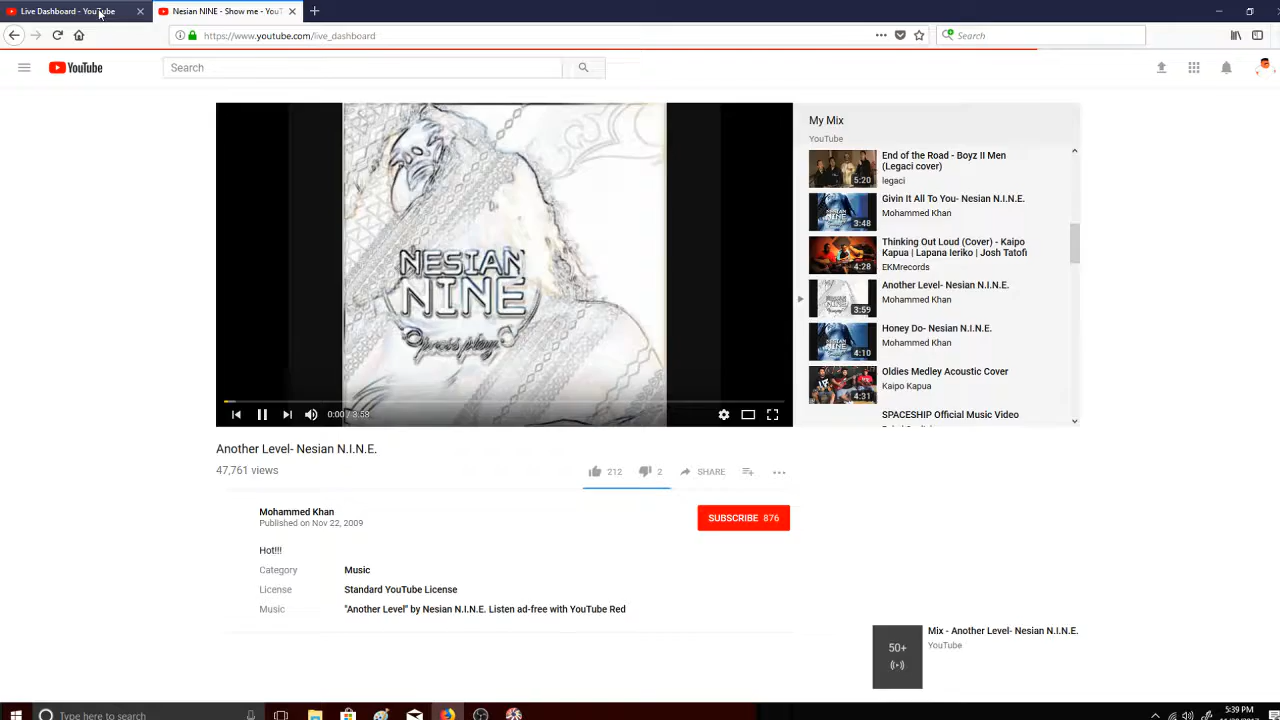 Live Dashboard - YouTube
Nesian NINE - Show me - YouT
https://www.youtube.com/live_dashboard
Search
YouTube
Search
NESIAN
NINE
press play
0:00 / 3:58
My Mix
YouTube
End of the Road - Boyz II Men
(Legaci cover)
legaci
5:20
Givin It All To You- Nesian N.I.N.E.
Mohammed Khan
3:48
Thinking Out Loud (Cover) - Kaipo
Kapua | Lapana Ieriko | Josh Tatofi
EKMrecords
4:28
Another Level- Nesian N.I.N.E.
Mohammed Khan
3:59
Honey Do- Nesian N.I.N.E.
Mohammed Khan
4:10
Oldies Medley Acoustic Cover
Kaipo Kapua
4:31
SPACESHIP Official Music Video
Another Level- Nesian N.I.N.E.
47,761 views
212
2
SHARE
Mohammed Khan
Published on Nov 22, 2009
SUBSCRIBE 876
Hot!!!
Category Music
License Standard YouTube License
Music "Another Level" by Nesian N.I.N.E. Listen ad-free with YouTube Red
50+
Mix - Another Level- Nesian N.I.N.E.
YouTube
Type here to search
5:39 PM